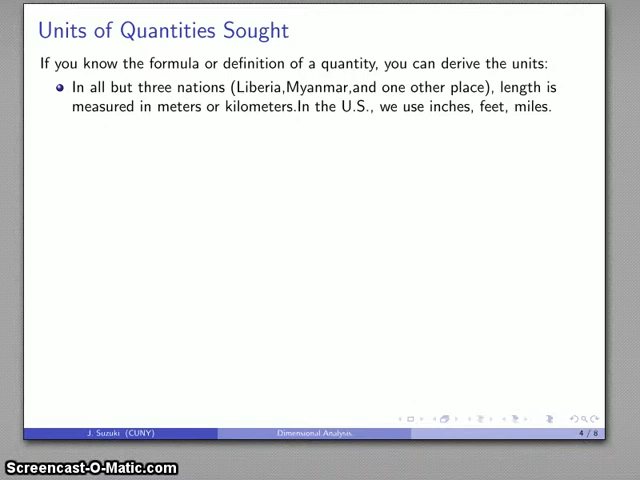 Units of Quantities Sought
If you know the formula or definition of a quantity, you can derive the units:
In all but three nations (Liberia,Myanmar,and one other place), length is
measured in meters or kilometers.In the U.S., we use inches, feet, miles.
J. Suzuki (CUNY) Dimensional Analysis. 4 / 8
Screencast-O-Matic.com